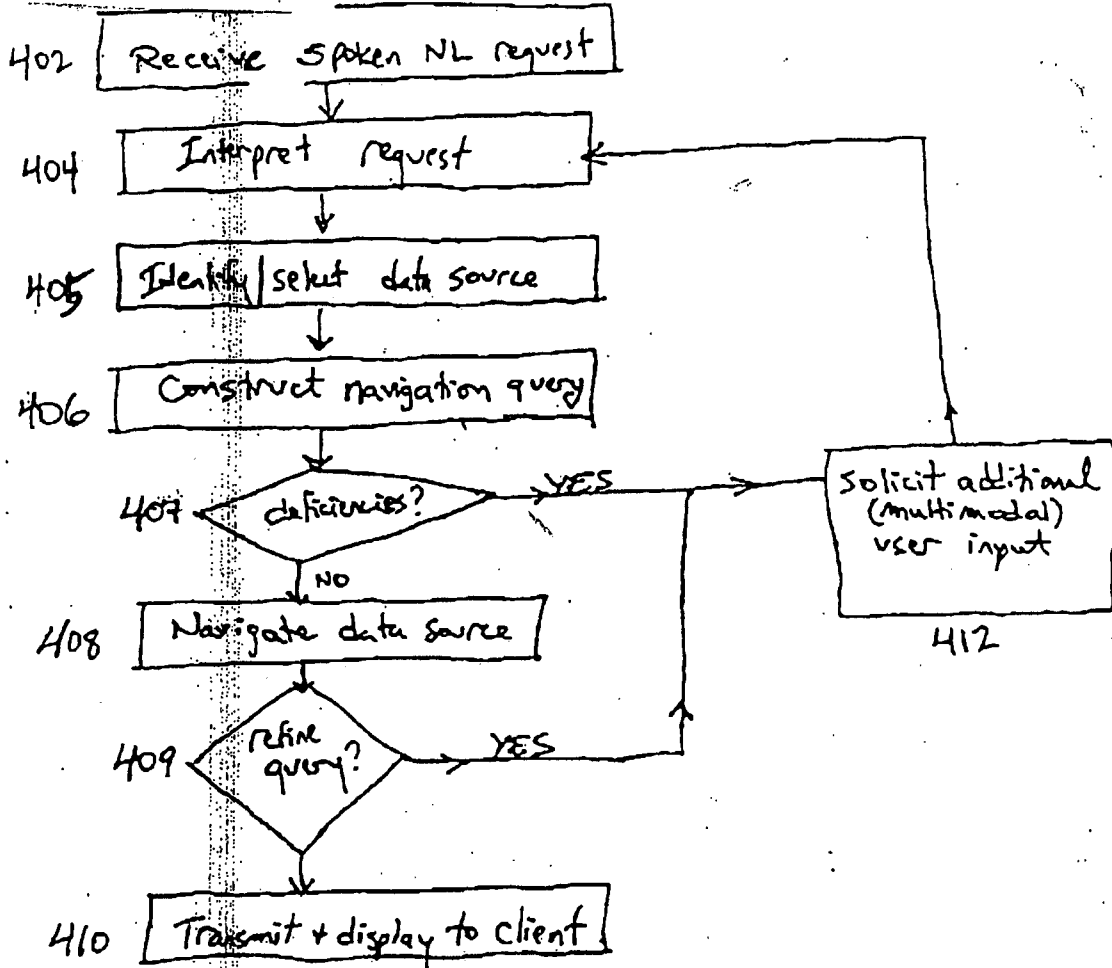 402 Receive Spoken NL request
404 Interpret request
405 Identify/select data source
406 Construct navigation query
407 deficiencies? YES
NO
solicit additional
(multimodal)
user input
412
408 Navigate data source
409 refine
query? YES
410 Transmit + display to client